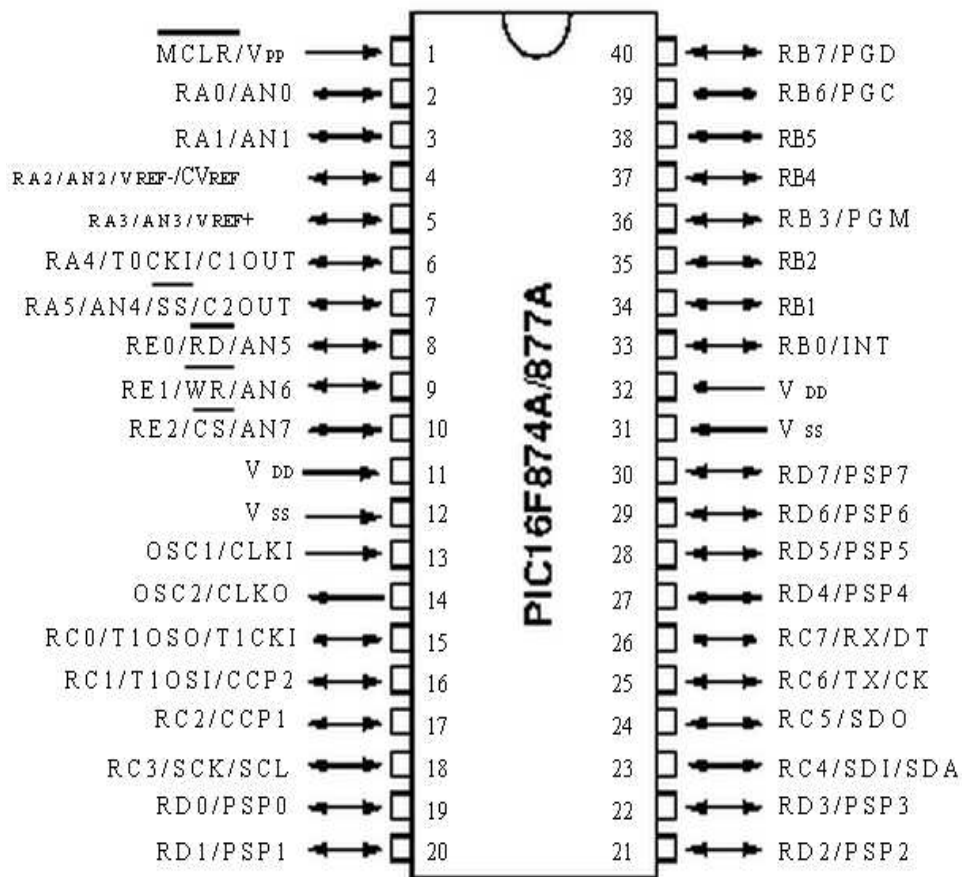 MCLR/VPP 1 40 RB7/PGD
RA0/AN0 2 39 RB6/PGC
RA1/AN1 3 38 RB5
RA2/AN2/VREF-/CVREF 4 37 RB4
RA3/AN3/VREF+ 5 36 RB3/PGM
RA4/T0CKI/C1OUT 6 35 RB2
RA5/AN4/SS/C2OUT 7 34 RB1
RE0/RD/AN5 8 33 RB0/INT
RE1/WR/AN6 9 32 VDD
RE2/CS/AN7 10 31 VSS
VDD 11 30 RD7/PSP7
VSS 12 29 RD6/PSP6
OSC1/CLKI 13 28 RD5/PSP5
OSC2/CLKO 14 27 RD4/PSP4
RC0/T1OSO/T1CKI 15 26 RC7/RX/DT
RC1/T1OSI/CCP2 16 25 RC6/TX/CK
RC2/CCP1 17 24 RC5/SDO
RC3/SCK/SCL 18 23 RC4/SDI/SDA
RD0/PSP0 19 22 RD3/PSP3
RD1/PSP1 20 21 RD2/PSP2
PIC16F874A/877A